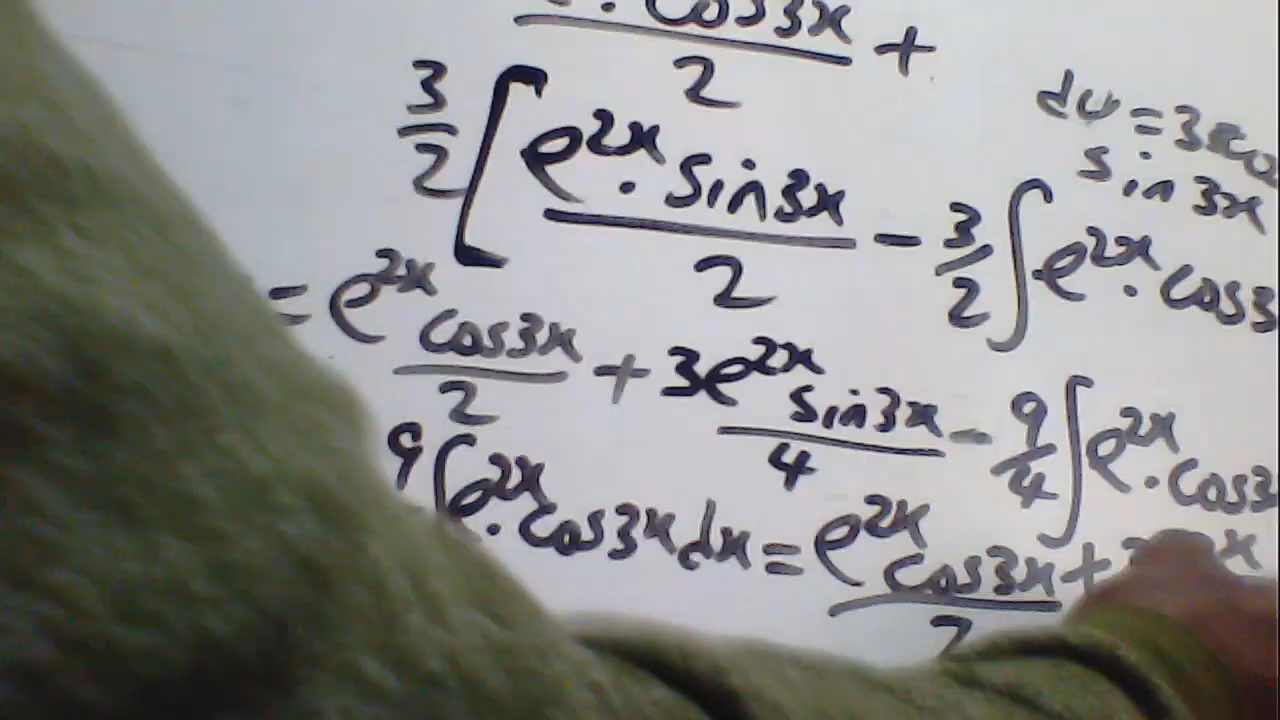 cos3x/2 +
du = 3
sin 3x
3/2 [ e^2x . sin3x/2 - 3/2 ∫ e^2x . cos3
= e^2x cos3x/2 + 3e^2x sin3x/4 - 9/4 ∫ e^2x . cos3
9 ∫ e^2x . cos3x dx = e^2x cos3x/2 +